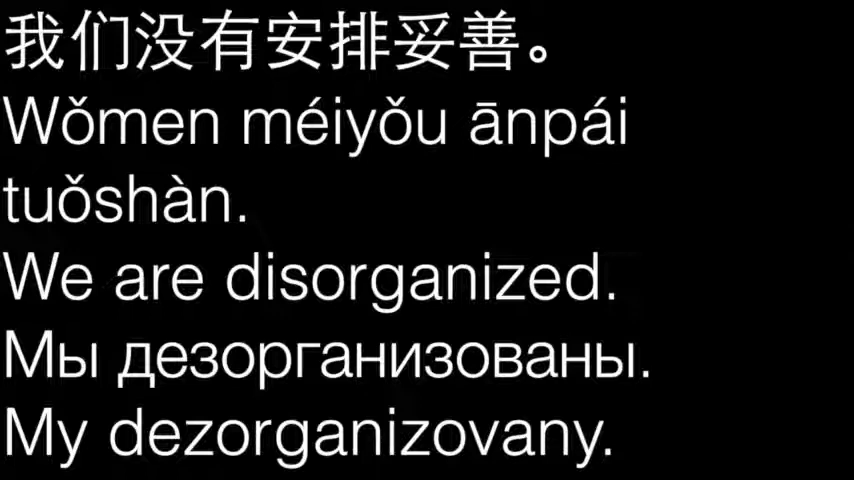 我们没有安排妥善。
Wǒmen méiyǒu ānpái
tuǒshàn.
We are disorganized.
Мы дезорганизованы.
My dezorganizovany.